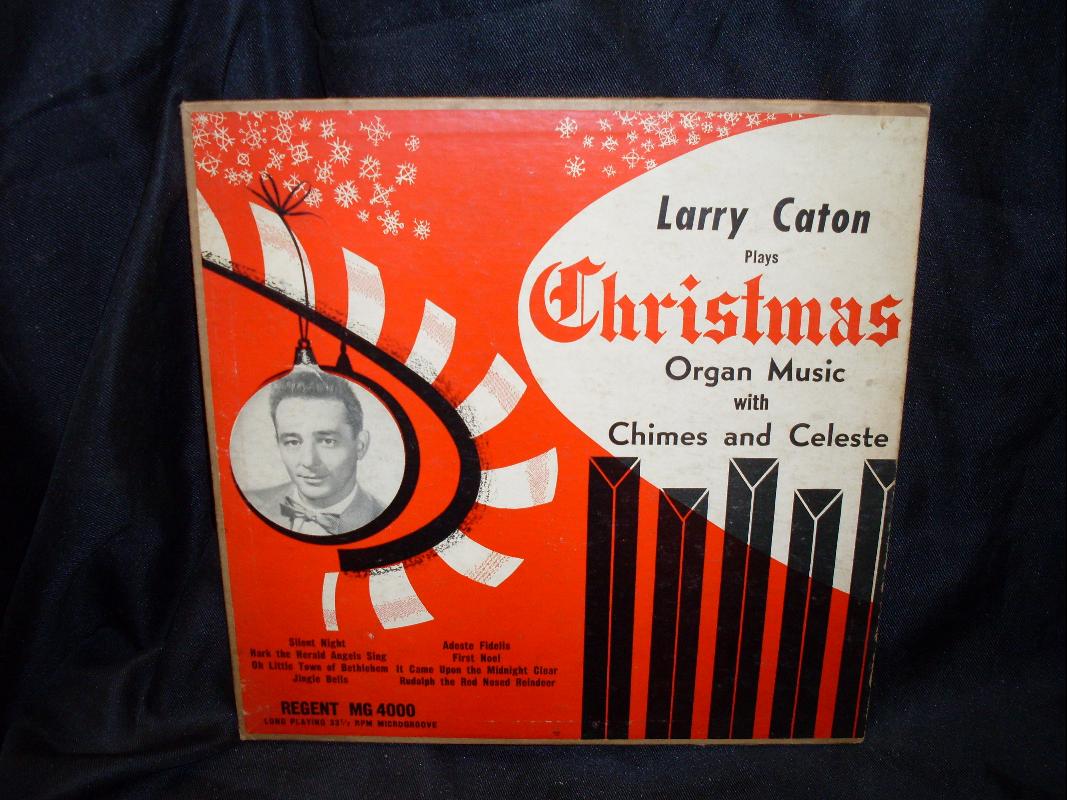 Larry Caton
Plays
Christmas
Organ Music
with
Chimes and Celeste
Silent Night
Hark the Herald Angels Sing
Oh Little Town of Bethlehem
Jingle Bells
Adeste Fidelis
First Noel
It Came Upon the Midnight Clear
Rudolph the Red Nosed Reindeer
REGENT MG 4000
LONG PLAYING 33⅓ RPM MICROGROOVE